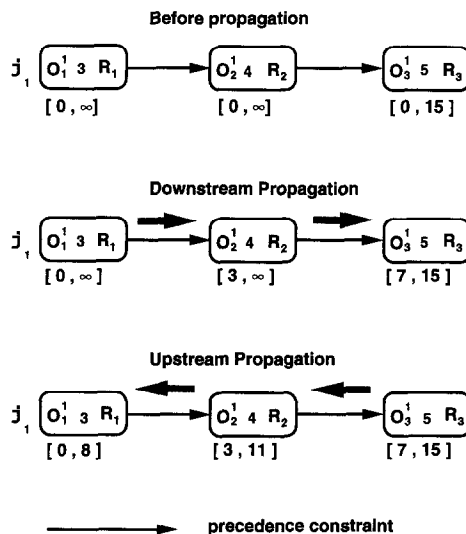 Before propagation
j₁ O₁¹ 3 R₁ O₂¹ 4 R₂ O₃¹ 5 R₃
[ 0 , ∞ ] [ 0 , ∞ ] [ 0 , 15 ]
Downstream Propagation
j₁ O₁¹ 3 R₁ O₂¹ 4 R₂ O₃¹ 5 R₃
[ 0 , ∞ ] [ 3 , ∞ ] [ 7 , 15 ]
Upstream Propagation
j₁ O₁¹ 3 R₁ O₂¹ 4 R₂ O₃¹ 5 R₃
[ 0 , 8 ] [ 3 , 11 ] [ 7 , 15 ]
precedence constraint